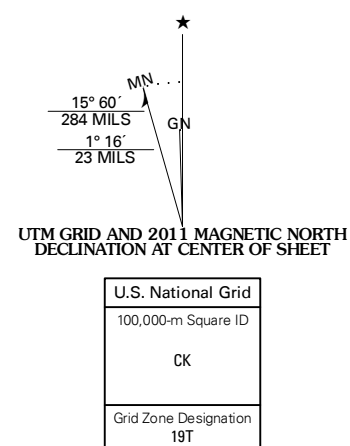 ★
MN
GN
15° 60´
284 MILS
1° 16´
23 MILS
UTM GRID AND 2011 MAGNETIC NORTH
DECLINATION AT CENTER OF SHEET
U.S. National Grid
100,000-m Square ID
CK
Grid Zone Designation
19T